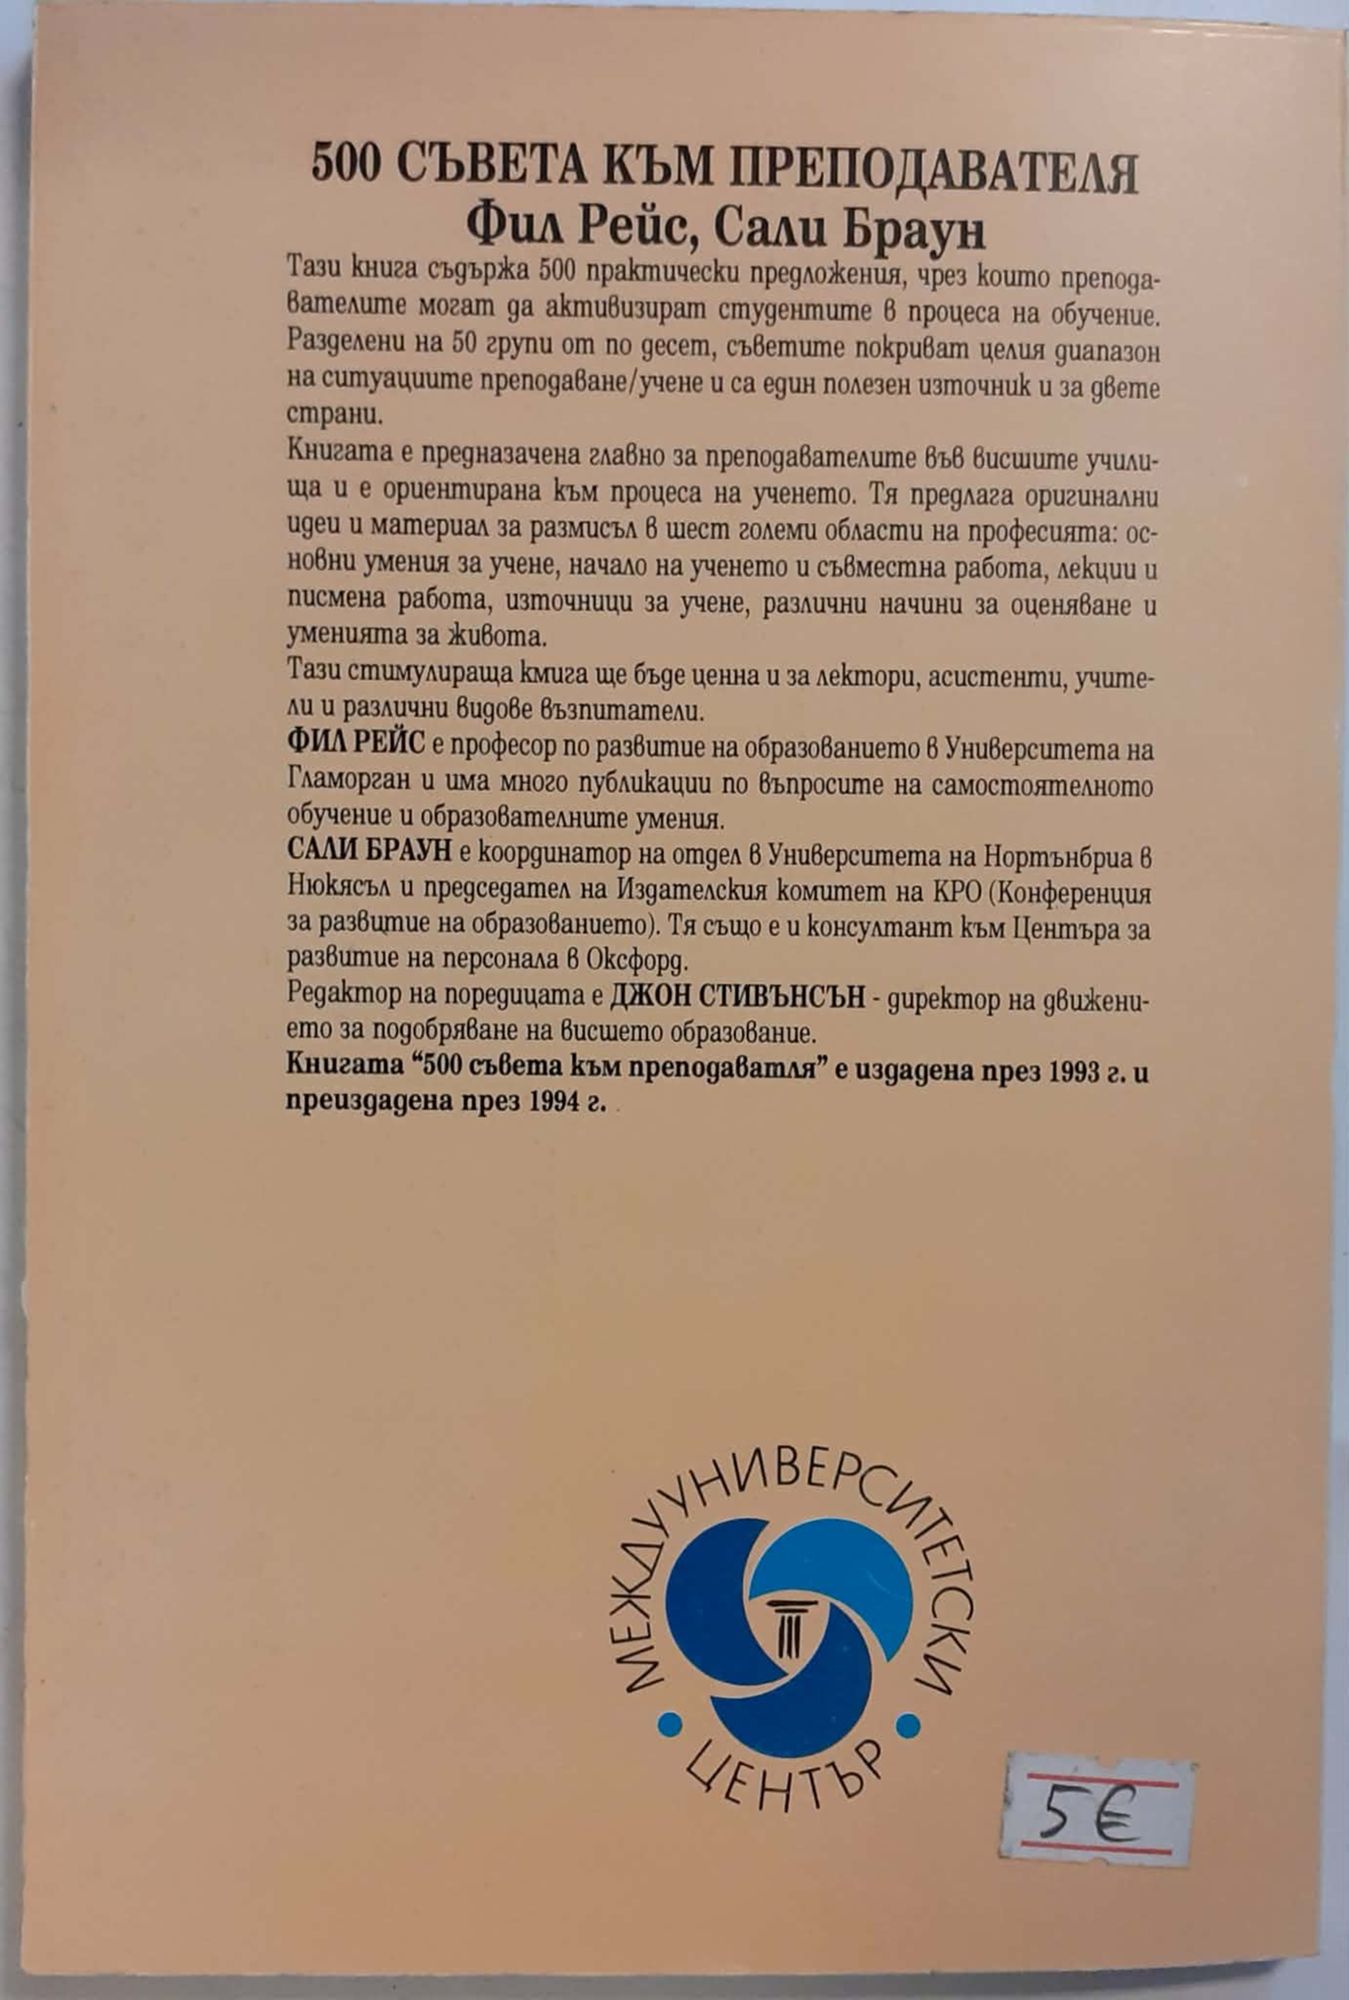 500 СЪВЕТА КЪМ ПРЕПОДАВАТЕЛЯ
Фил Рейс, Сали Браун
Тази книга съдържа 500 практически предложения, чрез които препода-
вателите могат да активизират студентите в процеса на обучение.
Разделени на 50 групи от по десет, съветите покриват целия диапазон
на ситуациите преподаване/учене и са един полезен източник и за двете
страни.
Книгата е предназачена главно за преподавателите във висшите учили-
ща и е ориентирана към процеса на ученето. Тя предлага оригинални
идеи и материал за размисъл в шест големи области на професията: ос-
новни умения за учене, начало на ученето и съвместна работа, лекции и
писмена работа, източници за учене, различни начини за оценяване и
уменията за живота.
Тази стимулираща кмига ще бъде ценна и за лектори, асистенти, учите-
ли и различни видове възпитатели.
ФИЛ РЕЙС е професор по развитие на образованието в Университета на
Гламорган и има много публикации по въпросите на самостоятелното
обучение и образователните умения.
САЛИ БРАУН е координатор на отдел в Университета на Нортънбриа в
Нюкясъл и председател на Издателския комитет на КРО (Конференция
за развитие на образованието). Тя също е и консултант към Центъра за
развитие на персонала в Оксфорд.
Редактор на поредицата е ДЖОН СТИВЪНСЪН - директор на движени-
ето за подобряване на висшето образование.
Книгата “500 съвета към преподаватля” е издадена през 1993 г. и
преиздадена през 1994 г.
МЕЖДУУНИВЕРСИТЕТСКИ
ЦЕНТЪР
5€